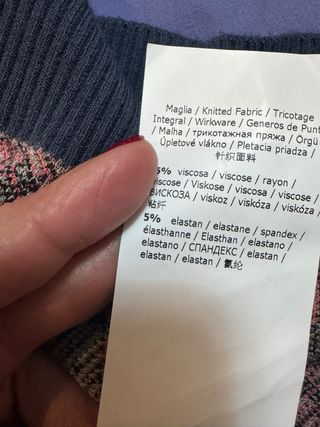 Maglia / Knitted Fabric / Tricotage
Integral / Wirkware / Generos de Punt
/ Malha / трикотажная пряжа / Örgü
Úpletové vlákno / Pletacia priadza /
针织面料
5% viscosa / viscose / rayon /
viscose / Viskose / viscosa / viscose /
ВИСКОЗА / viskoz / viskóza / viskóza /
粘纤
5% elastan / elastane / spandex /
élasthanne / Elasthan / elastano /
elastano / СПАНДЕКС / elastan /
elastan / elastan / 氨纶